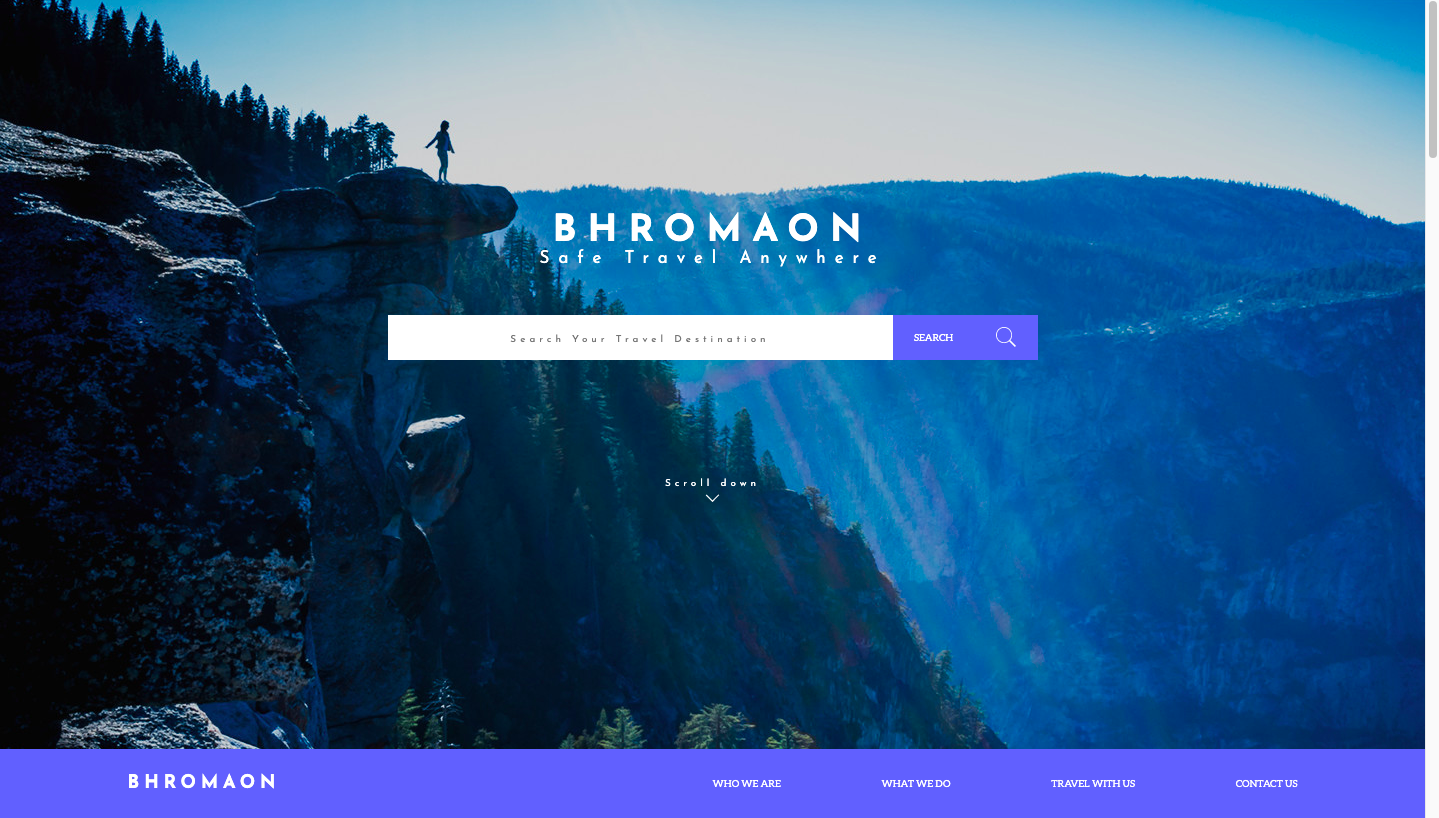 BHROMAON
Safe Travel Anywhere
Search Your Travel Destination
SEARCH
Scroll down
BHROMAON
WHO WE ARE
WHAT WE DO
TRAVEL WITH US
CONTACT US